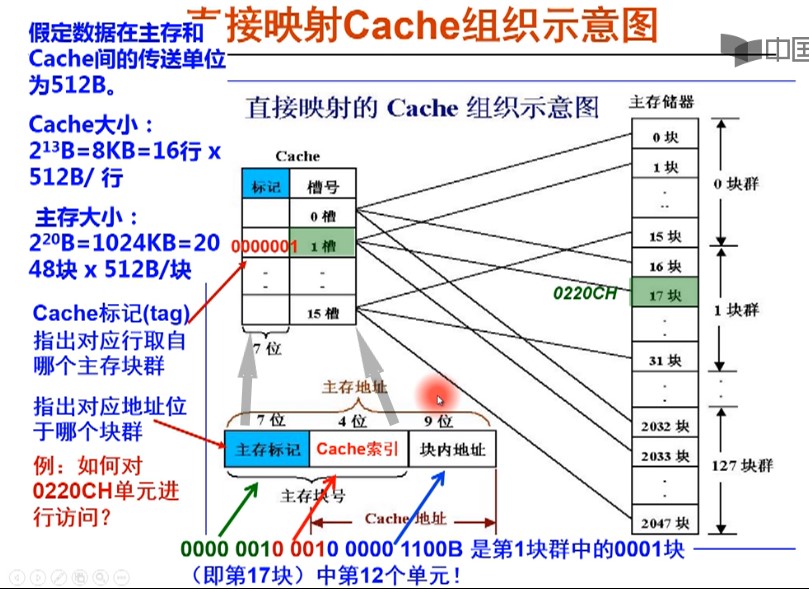 直接映射Cache组织示意图
中国
假定数据在主存和
Cache间的传送单位
为512B。
Cache大小：
2¹³B=8KB=16行 x
512B/ 行
主存大小：
2²⁰B=1024KB=20
48块 x 512B/块
Cache标记(tag)
指出对应行取自
哪个主存块群
指出对应地址位
于哪个块群
例：如何对
0220CH单元进
行访问？
直接映射的 Cache 组织示意图
Cache
标记 槽号
0 槽
0000001 1 槽
15 槽
7 位
主存储器
0 块
1 块
15 块
0 块群
16 块
0220CH 17 块
31 块
1 块群
2032 块
2033 块
2047 块
127 块群
主存地址
7 位 4 位 9 位
主存标记 Cache索引 块内地址
主存块号
Cache 地址
0000 0010 0010 0000 1100B 是第1块群中的0001块
（即第17块）中第12个单元！